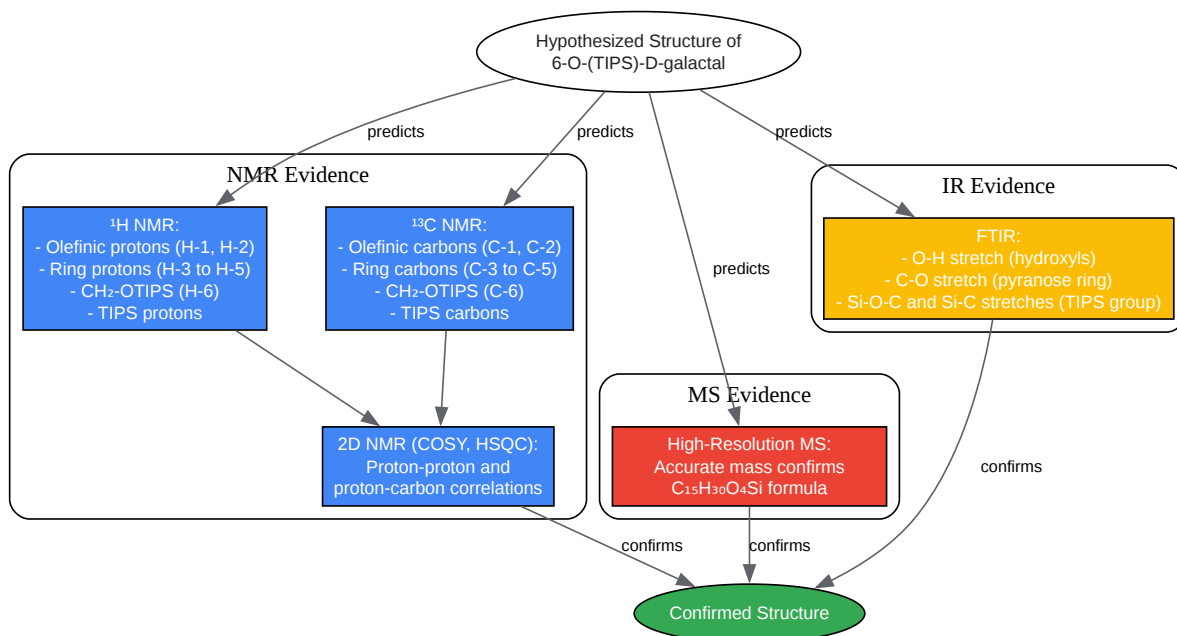 Hypothesized Structure of
6-O-(TIPS)-D-galactal
predicts
predicts
predicts
predicts
NMR Evidence
¹H NMR:
- Olefinic protons (H-1, H-2)
- Ring protons (H-3 to H-5)
- CH₂-OTIPS (H-6)
- TIPS protons
¹³C NMR:
- Olefinic carbons (C-1, C-2)
- Ring carbons (C-3 to C-5)
- CH₂-OTIPS (C-6)
- TIPS carbons
2D NMR (COSY, HSQC):
Proton-proton and
proton-carbon correlations
IR Evidence
FTIR:
- O-H stretch (hydroxyls)
- C-O stretch (pyranose ring)
- Si-O-C and Si-C stretches (TIPS group)
MS Evidence
High-Resolution MS:
Accurate mass confirms
C₁₅H₃₀O₄Si formula
confirms
confirms
confirms
Confirmed Structure